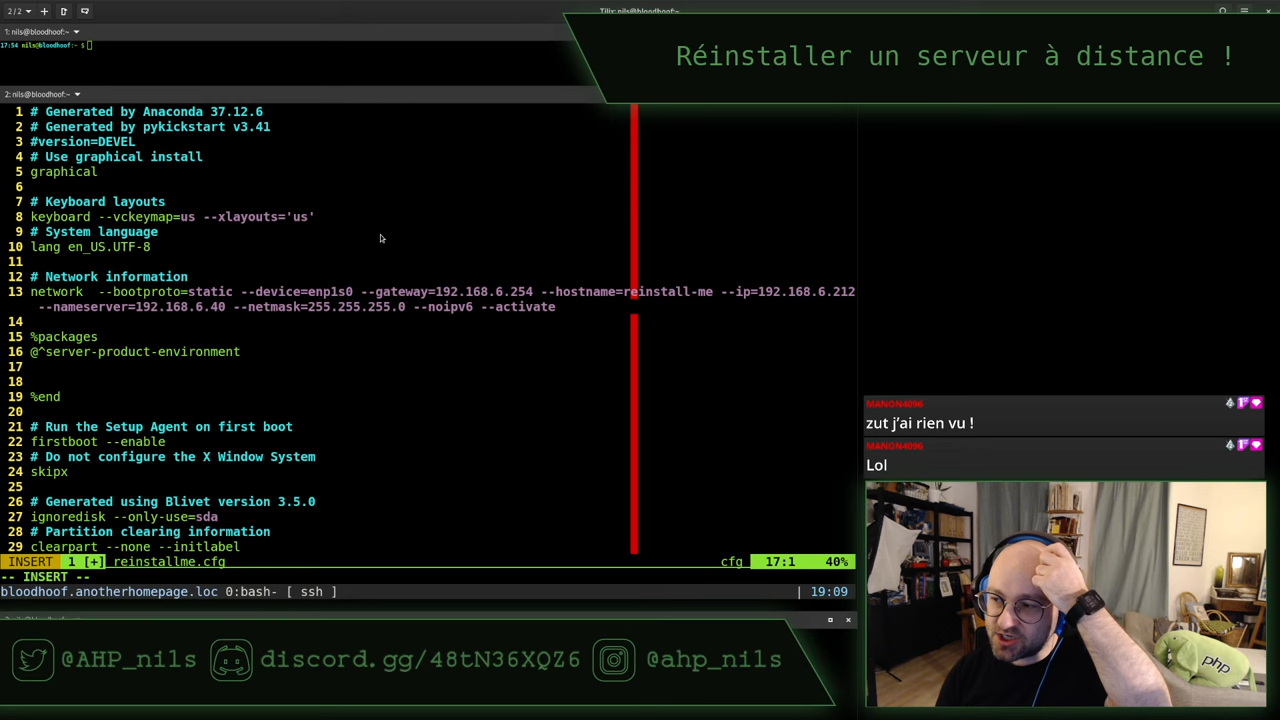 2 / 2
1: nils@bloodhoof:~
17:54 nils@bloodhoof:~ $
Réinstaller un serveur à distance !
2: nils@bloodhoof:~
1 # Generated by Anaconda 37.12.6
2 # Generated by pykickstart v3.41
3 #version=DEVEL
4 # Use graphical install
5 graphical
6
7 # Keyboard layouts
8 keyboard --vckeymap=us --xlayouts='us'
9 # System language
10 lang en_US.UTF-8
11
12 # Network information
13 network  --bootproto=static --device=enp1s0 --gateway=192.168.6.254 --hostname=reinstall-me --ip=192.168.6.212
--nameserver=192.168.6.40 --netmask=255.255.255.0 --noipv6 --activate
14
15 %packages
16 @^server-product-environment
17
18
19 %end
20
21 # Run the Setup Agent on first boot
22 firstboot --enable
23 # Do not configure the X Window System
24 skipx
25
26 # Generated using Blivet version 3.5.0
27 ignoredisk --only-use=sda
28 # Partition clearing information
29 clearpart --none --initlabel
INSERT 1 [+] reinstallme.cfg cfg 17:1 40%
-- INSERT --
bloodhoof.anotherhomepage.loc 0:bash- [ ssh ] | 19:09
MANON4096
zut j'ai rien vu !
MANON4096
Lol
@AHP_nils discord.gg/48tN36XQZ6 @ahp_nils
php